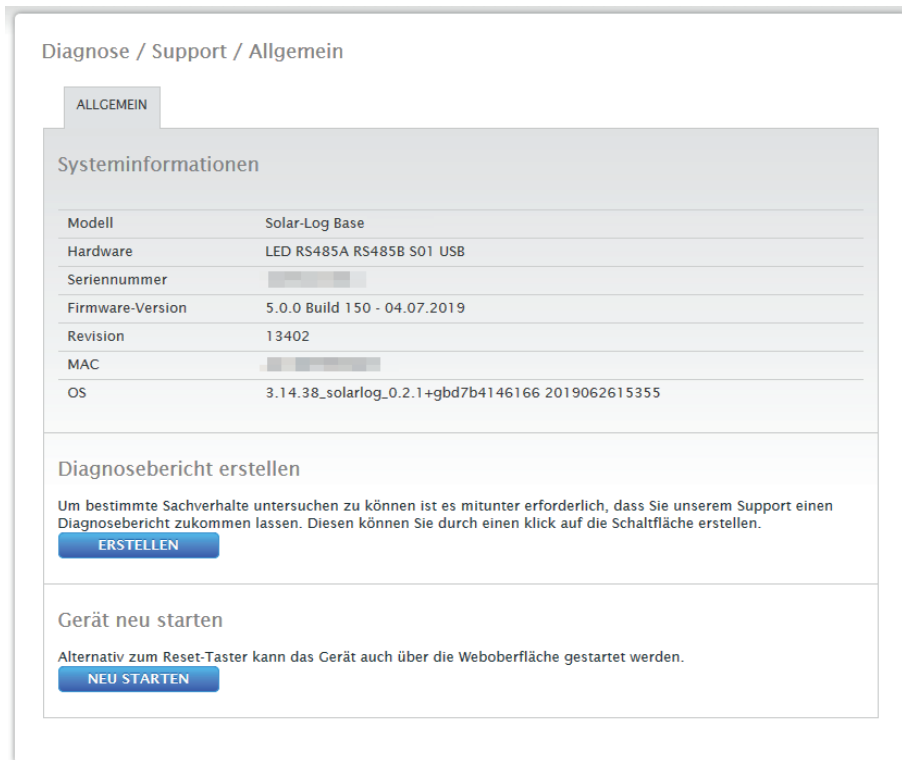 Diagnose / Support / Allgemein
ALLGEMEIN
Systeminformationen
Modell Solar-Log Base
Hardware LED RS485A RS485B S01 USB
Seriennummer
Firmware-Version 5.0.0 Build 150 - 04.07.2019
Revision 13402
MAC
OS 3.14.38_solarlog_0.2.1+gbd7b4146166 2019062615355
Diagnosebericht erstellen
Um bestimmte Sachverhalte untersuchen zu können ist es mitunter erforderlich, dass Sie unserem Support einen
Diagnosebericht zukommen lassen. Diesen können Sie durch einen klick auf die Schaltfläche erstellen.
ERSTELLEN
Gerät neu starten
Alternativ zum Reset-Taster kann das Gerät auch über die Weboberfläche gestartet werden.
NEU STARTEN